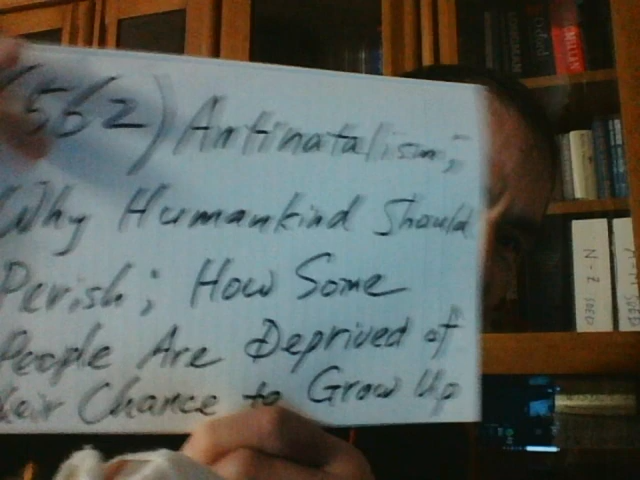 (562) Antinatalism;
Why Humankind Should
Perish; How Some
People Are Deprived of
Chance to Grow Up
N-Z